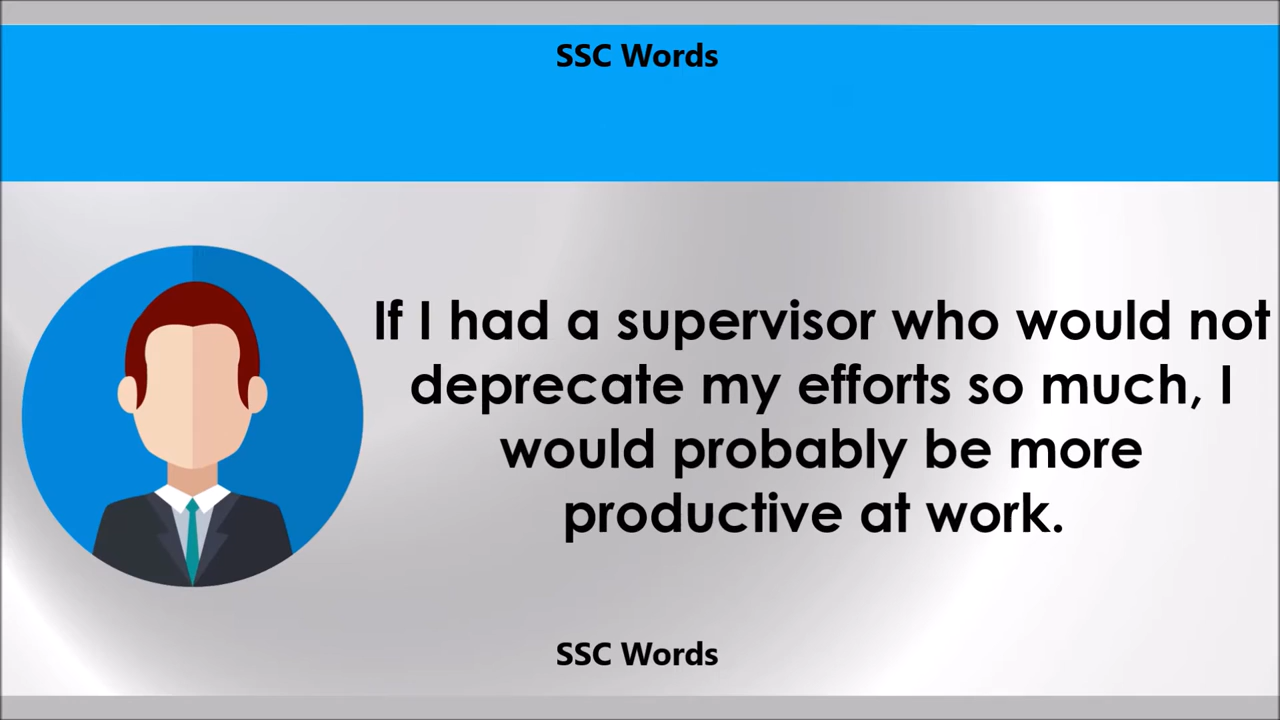 SSC Words
If I had a supervisor who would not
deprecate my efforts so much, I
would probably be more
productive at work.
SSC Words